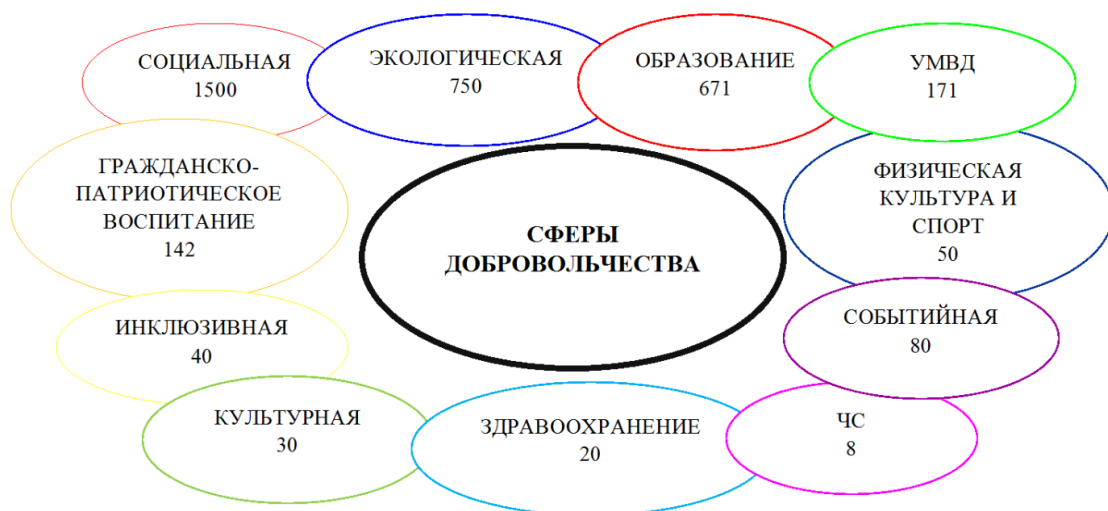 СОЦИАЛЬНАЯ
1500
ЭКОЛОГИЧЕСКАЯ
750
ОБРАЗОВАНИЕ
671
УМВД
171
ГРАЖДАНСКО-
ПАТРИОТИЧЕСКОЕ
ВОСПИТАНИЕ
142
СФЕРЫ
ДОБРОВОЛЬЧЕСТВА
ФИЗИЧЕСКАЯ
КУЛЬТУРА И
СПОРТ
50
ИНКЛЮЗИВНАЯ
40
СОБЫТИЙНАЯ
80
КУЛЬТУРНАЯ
30
ЗДРАВООХРАНЕНИЕ
20
ЧС
8